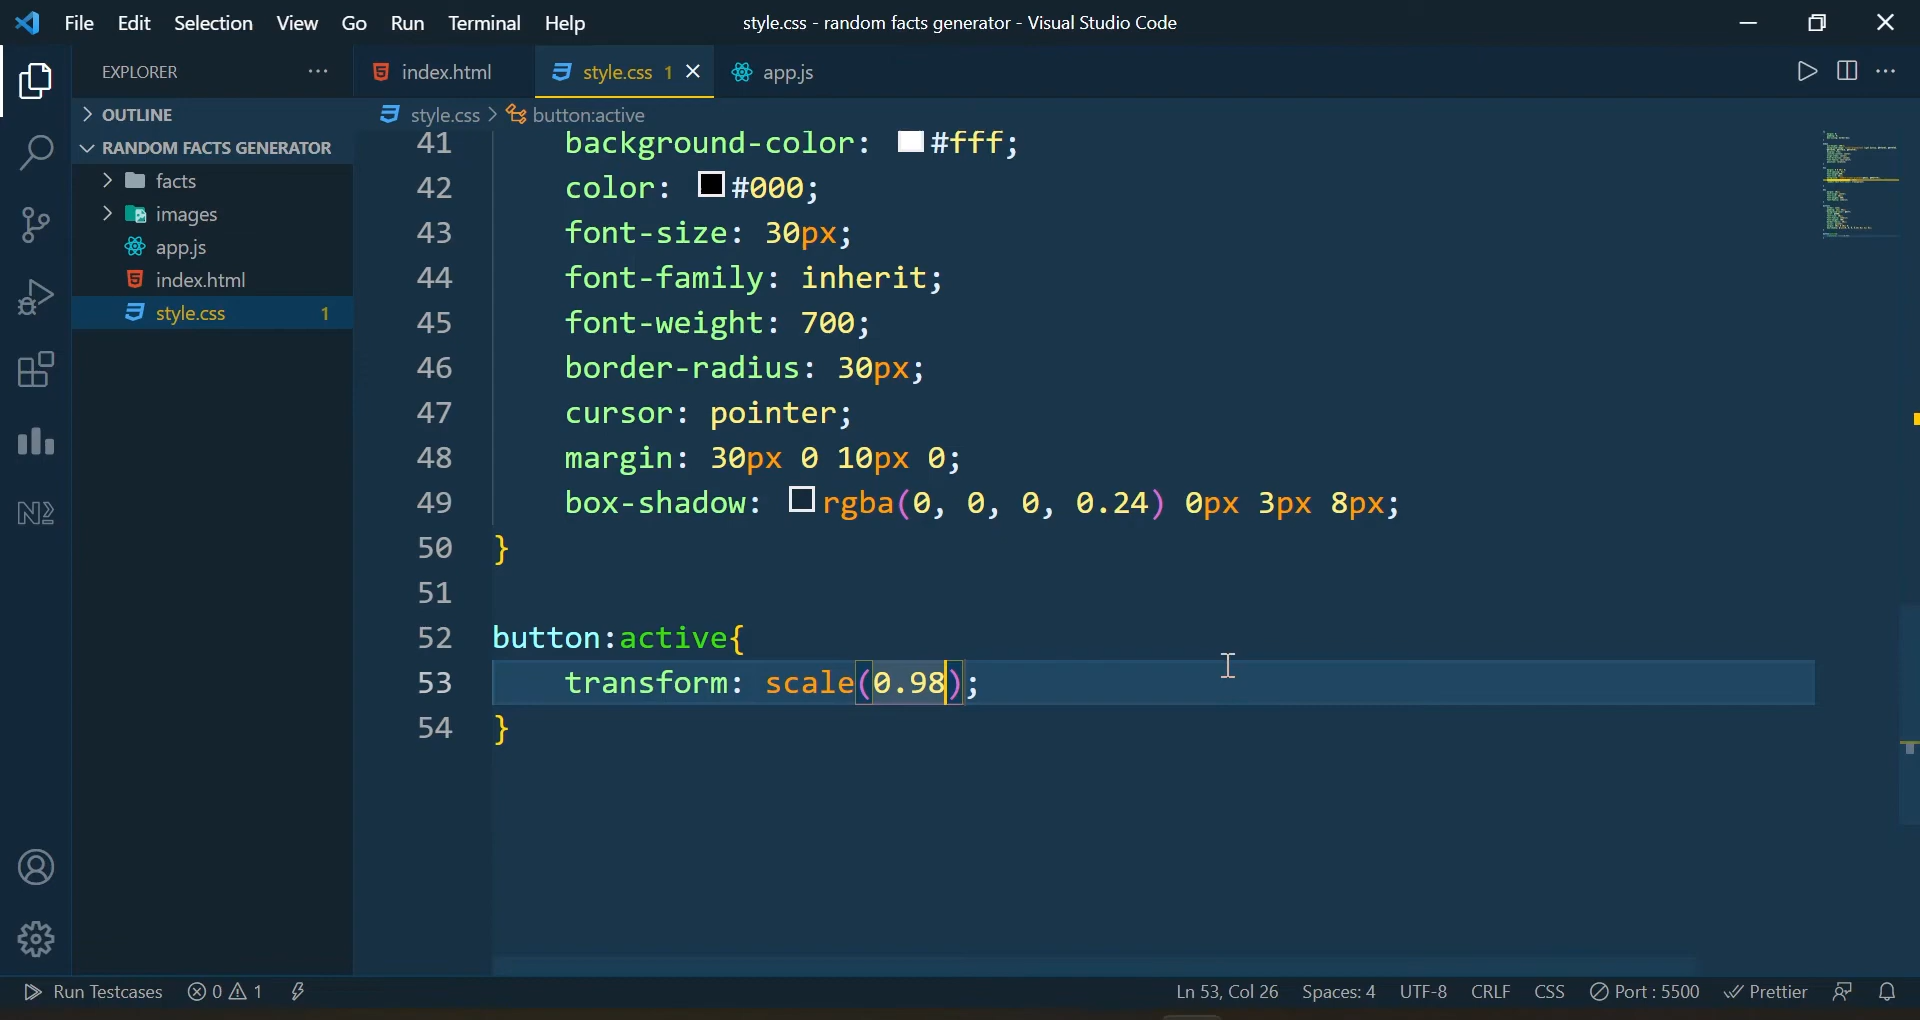 File Edit Selection View Go Run Terminal Help style.css - random facts generator - Visual Studio Code
EXPLORER ··· index.html style.css 1 app.js
OUTLINE
RANDOM FACTS GENERATOR
facts
images
app.js
index.html
style.css 1
style.css > button:active
41 background-color: #fff;
42 color: #000;
43 font-size: 30px;
44 font-family: inherit;
45 font-weight: 700;
46 border-radius: 30px;
47 cursor: pointer;
48 margin: 30px 0 10px 0;
49 box-shadow: rgba(0, 0, 0, 0.24) 0px 3px 8px;
50 }
51
52 button:active{
53 transform: scale(0.98);
54 }
Run Testcases 0 1 Ln 53, Col 26 Spaces: 4 UTF-8 CRLF CSS Port : 5500 Prettier